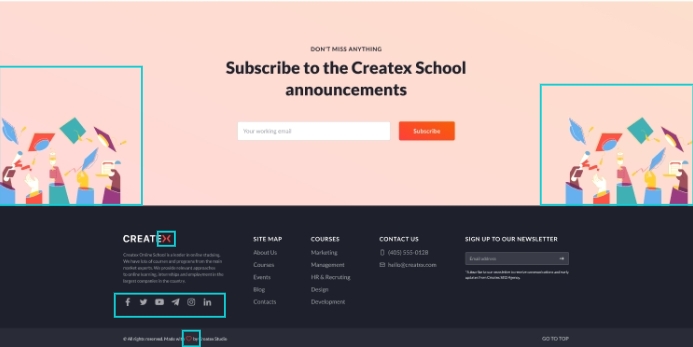 DON'T MISS ANYTHING
Subscribe to the Createx School
announcements
Your working email
Subscribe
CREATEX
Createx Online School is a leader in online studying.
We have lots of courses and programs from the main
market experts. We provide relevant approaches
to online learning, internships and employment in the
largest companies in the country.
SITE MAP
About Us
Courses
Events
Blog
Contacts
COURSES
Marketing
Management
HR & Recruting
Design
Development
CONTACT US
(405) 555-0128
hello@createx.com
SIGN UP TO OUR NEWSLETTER
Email address
*Subscribe to our newsletter to receive communications and early
updates from Createx SEO Agency.
© All rights reserved. Made with by Createx Studio
GO TO TOP